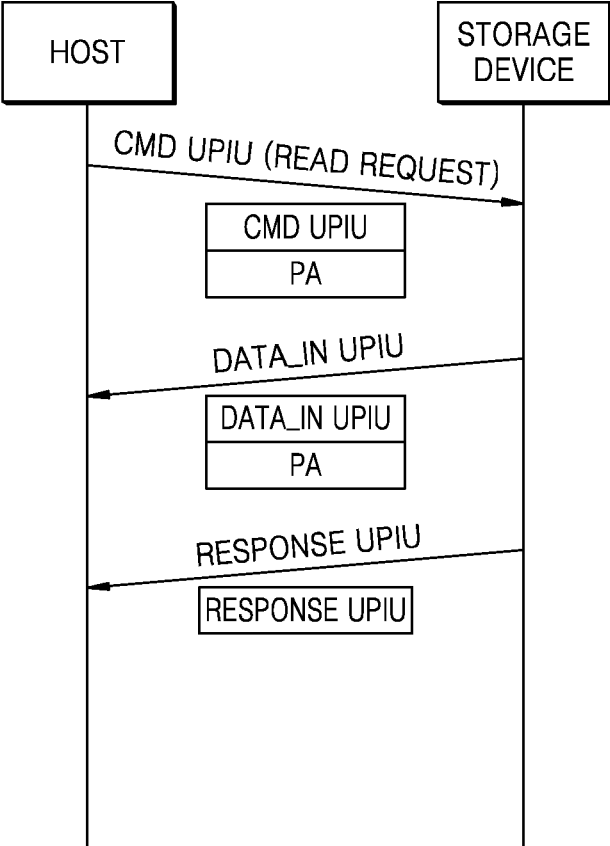 HOST
STORAGE
DEVICE
CMD UPIU (READ REQUEST)
CMD UPIU
PA
DATA_IN UPIU
DATA_IN UPIU
PA
RESPONSE UPIU
RESPONSE UPIU